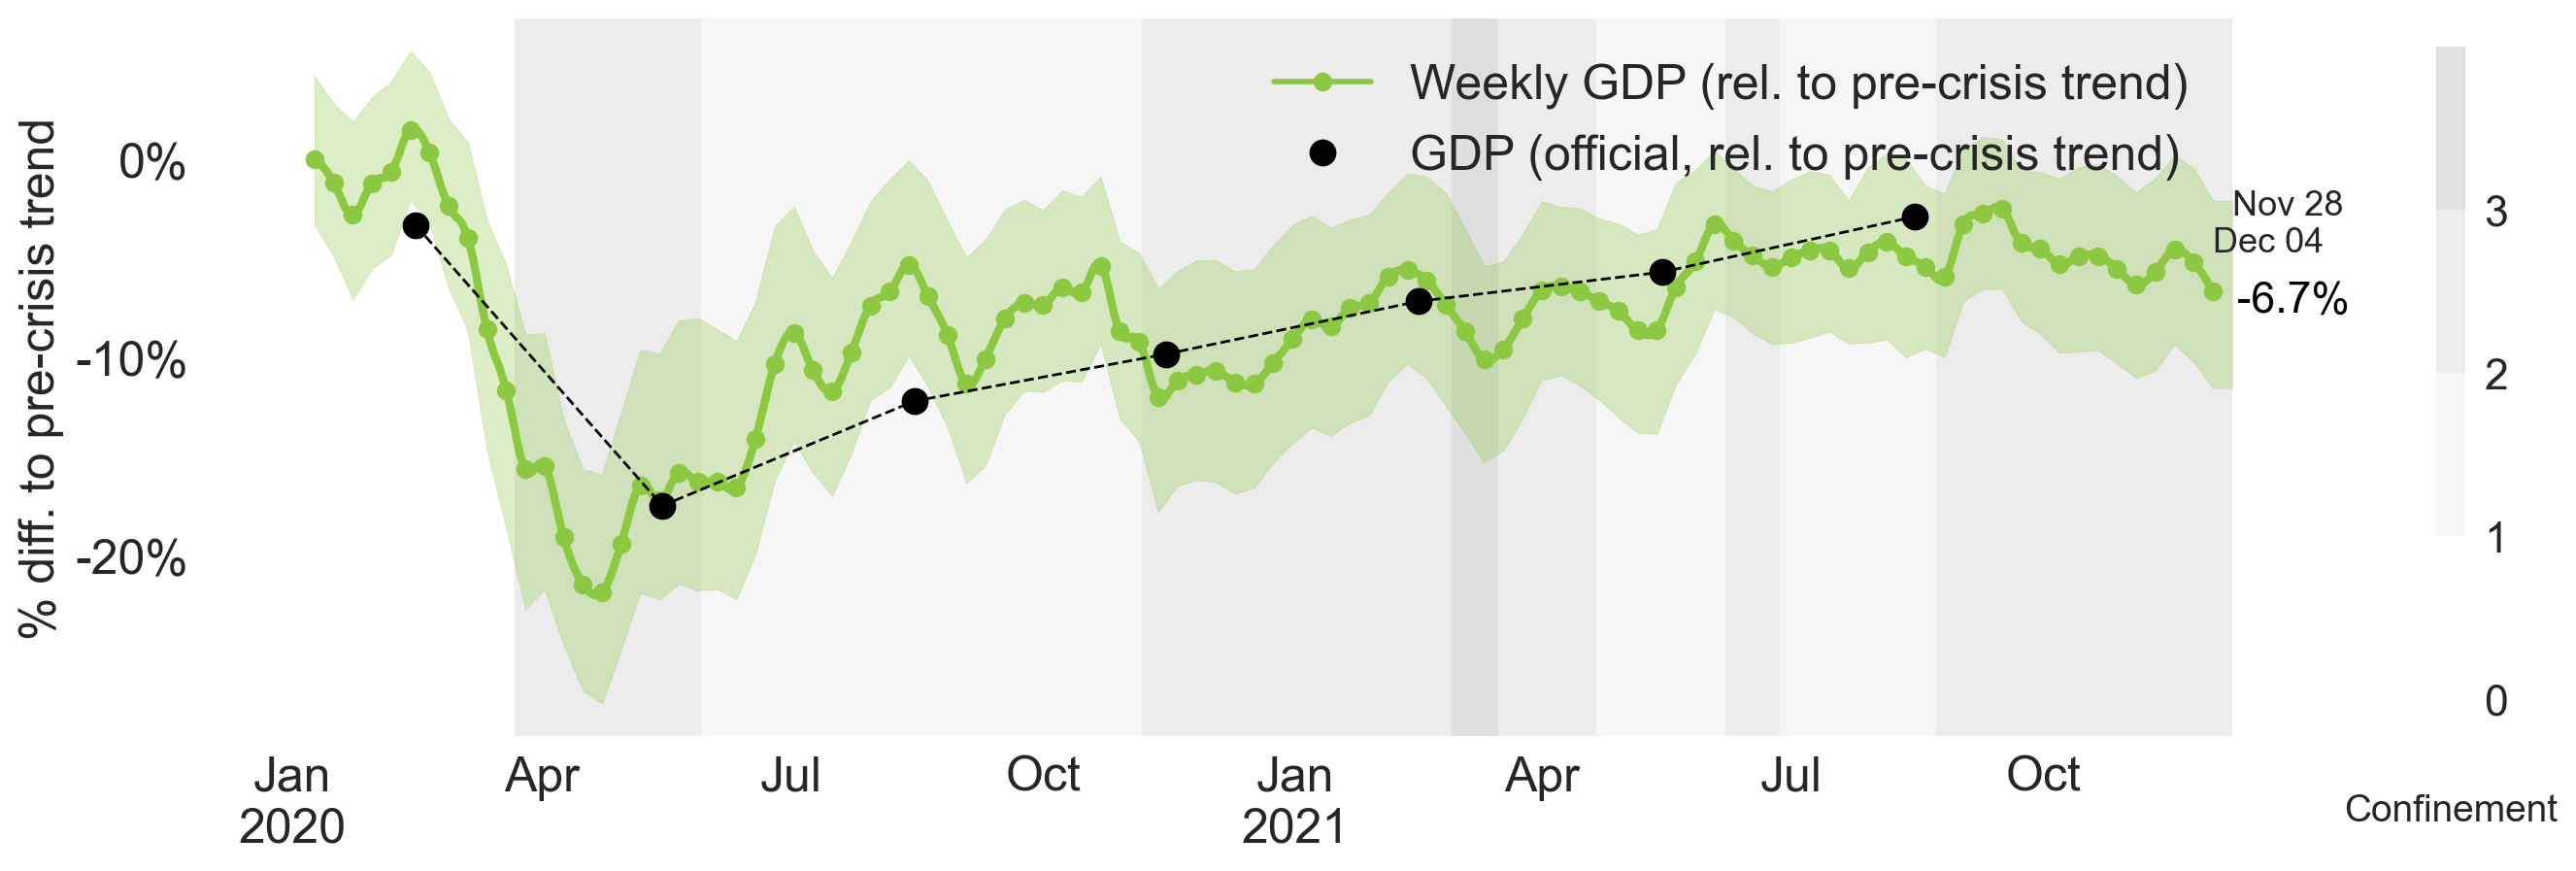 Weekly GDP (rel. to pre-crisis trend)
GDP (official, rel. to pre-crisis trend)
% diff. to pre-crisis trend
0%
-10%
-20%
Nov 28
Dec 04
-6.7%
3
2
1
0
Jan
2020
Apr
Jul
Oct
Jan
2021
Apr
Jul
Oct
Confinement